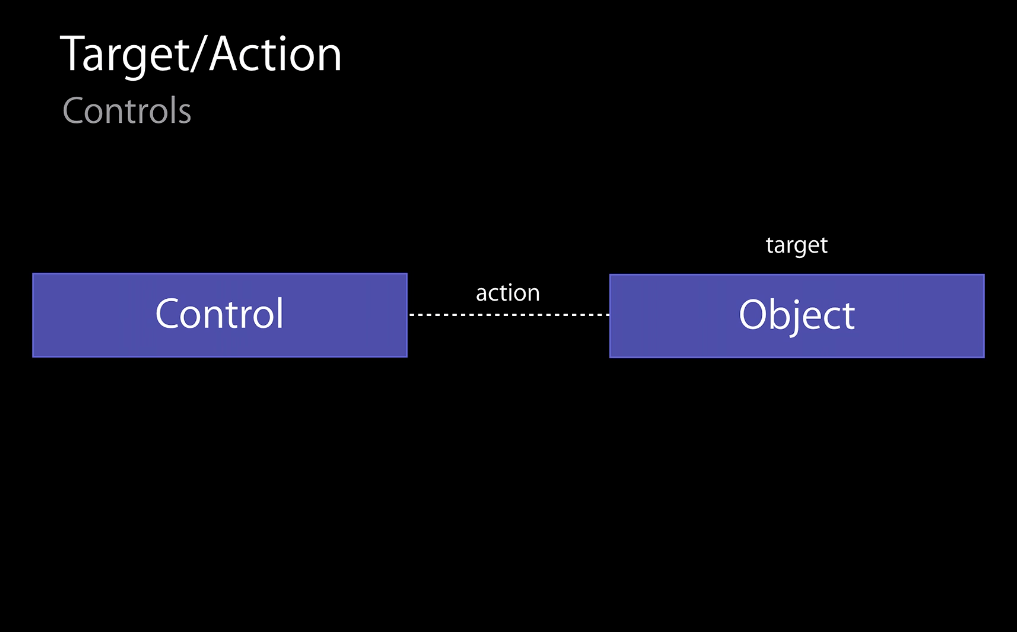 Target/Action
Controls
target
action
Control
Object